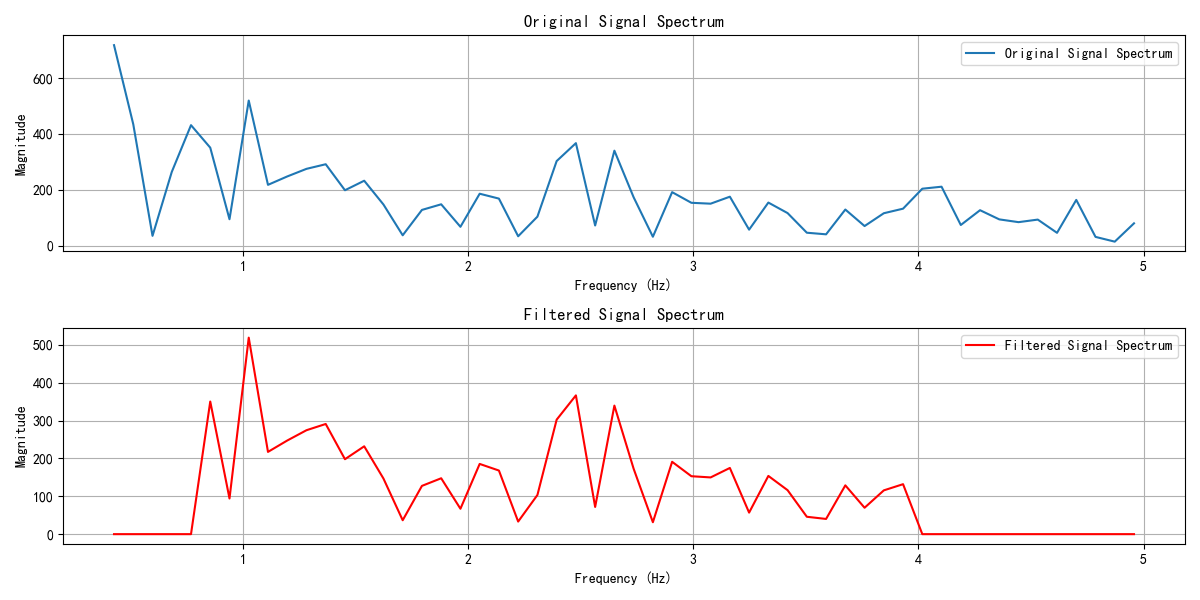 Original Signal Spectrum
Original Signal Spectrum
Magnitude
600
400
200
0
1 2 3 4 5
Frequency (Hz)
Filtered Signal Spectrum
Filtered Signal Spectrum
Magnitude
500
400
300
200
100
0
1 2 3 4 5
Frequency (Hz)